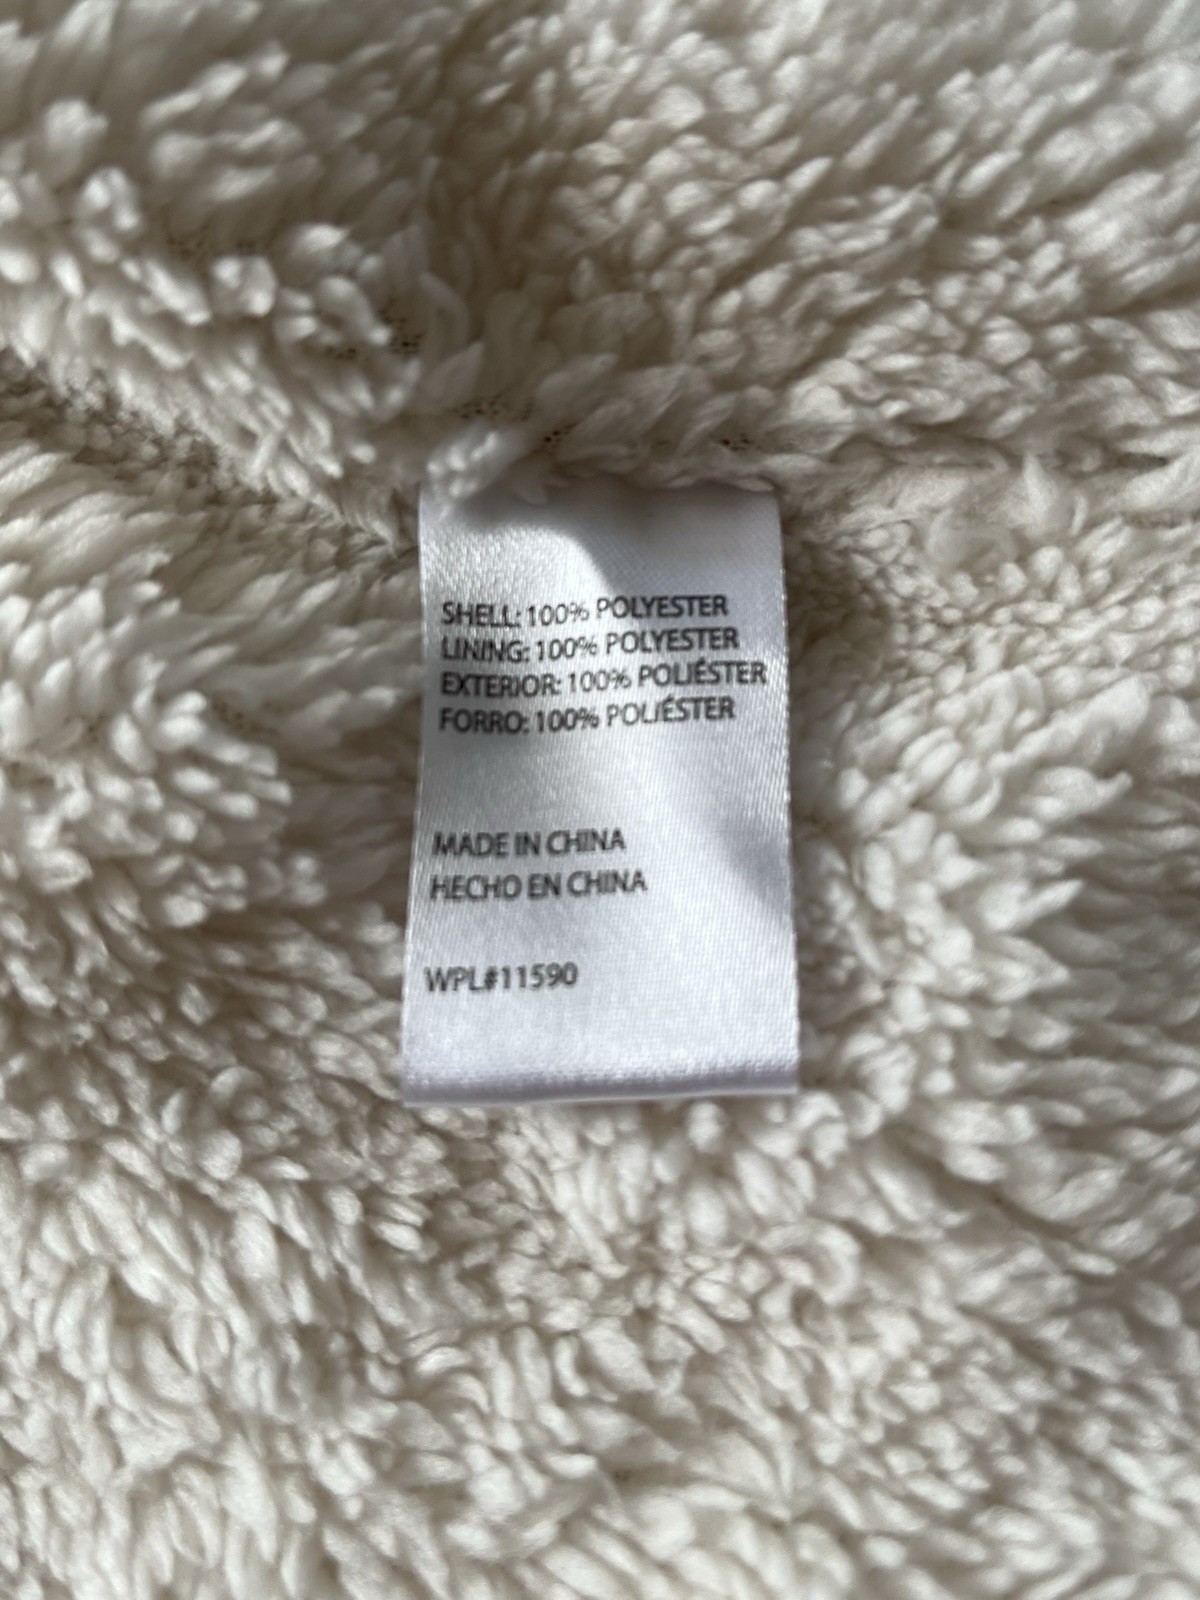 SHELL: 100% POLYESTER
LINING: 100% POLYESTER
EXTERIOR: 100% POLIÉSTER
FORRO: 100% POLIÉSTER
MADE IN CHINA
HECHO EN CHINA
WPL#11590